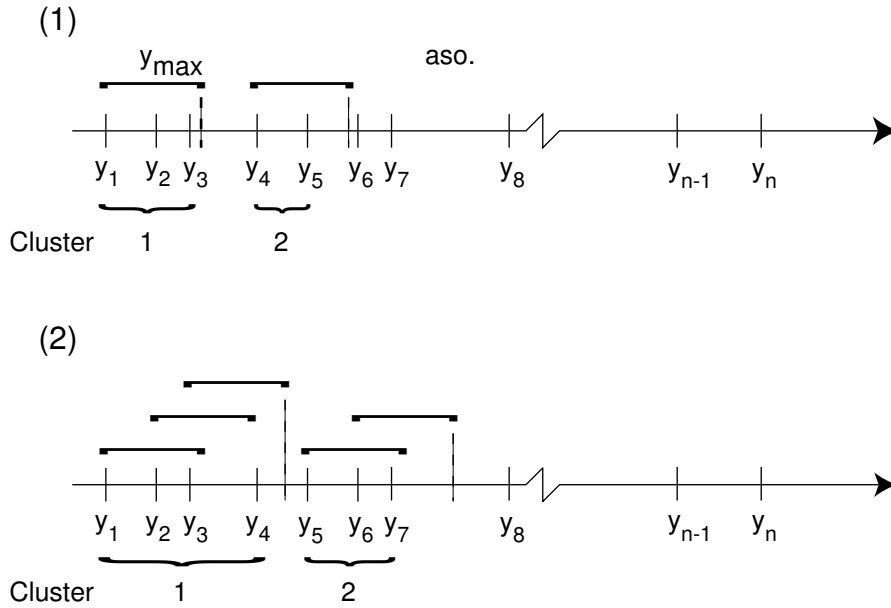 (1)
y_max aso.
y_1 y_2 y_3 y_4 y_5 y_6 y_7 y_8 y_n-1 y_n
Cluster 1 2
(2)
y_1 y_2 y_3 y_4 y_5 y_6 y_7 y_8 y_n-1 y_n
Cluster 1 2